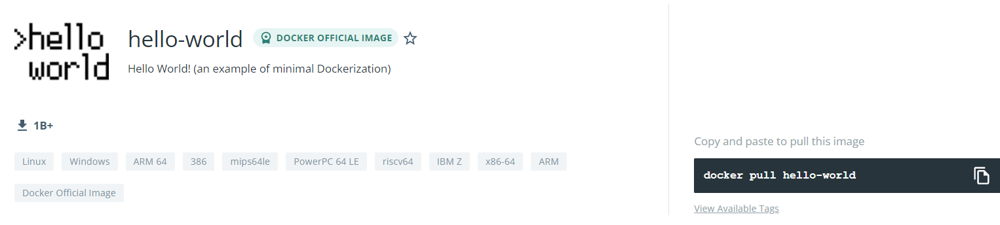 >hello
world
hello-world DOCKER OFFICIAL IMAGE
Hello World! (an example of minimal Dockerization)
1B+
Linux Windows ARM 64 386 mips64le PowerPC 64 LE riscv64 IBM Z x86-64 ARM
Docker Official Image
Copy and paste to pull this image
docker pull hello-world
View Available Tags